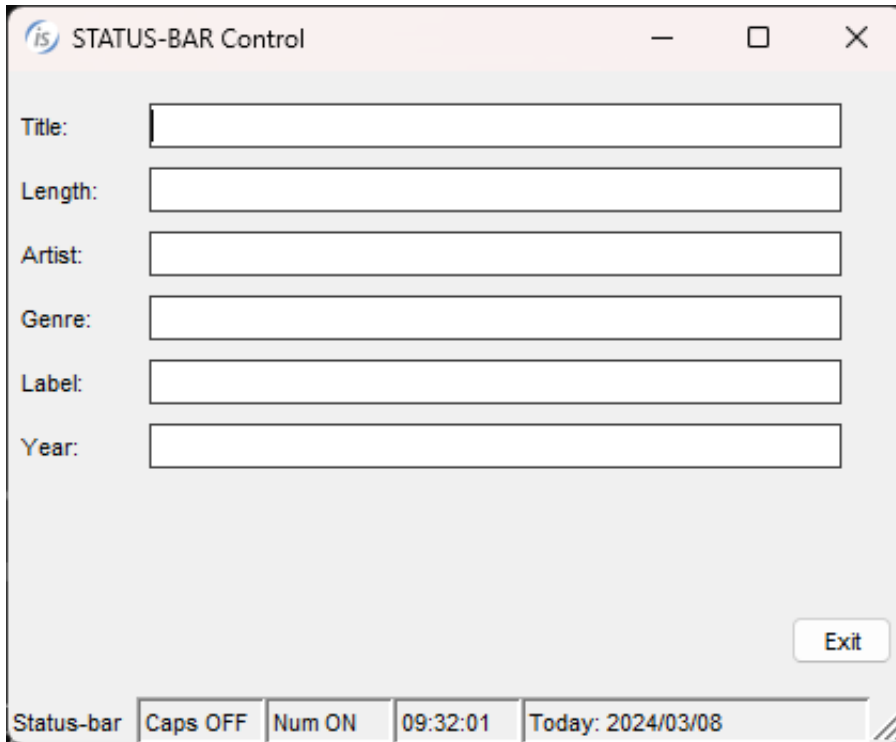 is STATUS-BAR Control
Title:
Length:
Artist:
Genre:
Label:
Year:
Exit
Status-bar Caps OFF Num ON 09:32:01 Today: 2024/03/08